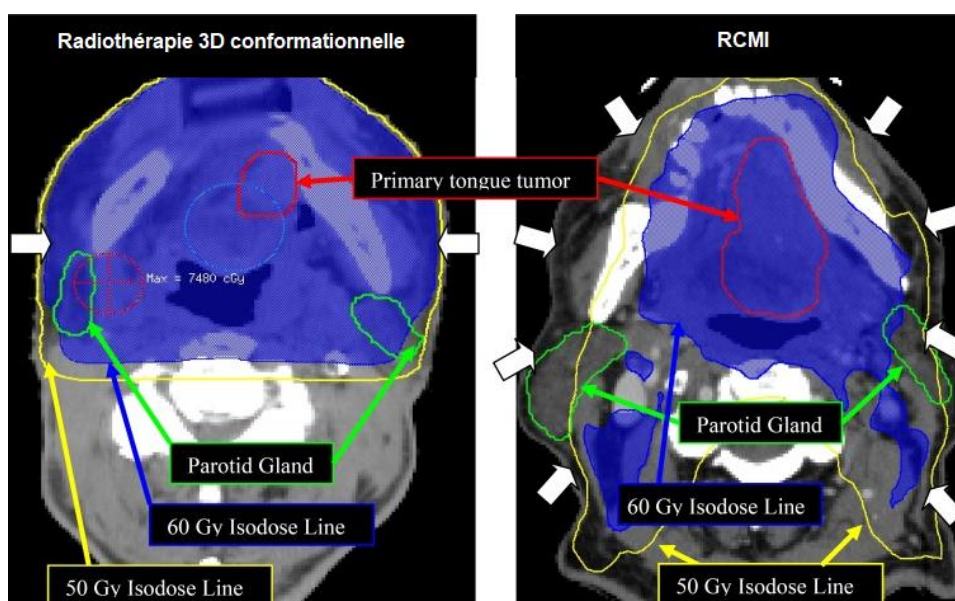 Radiothérapie 3D conformationnelle
RCMI
Primary tongue tumor
Max = 7480 cGy
Parotid Gland
Parotid Gland
60 Gy Isodose Line
60 Gy Isodose Line
50 Gy Isodose Line
50 Gy Isodose Line